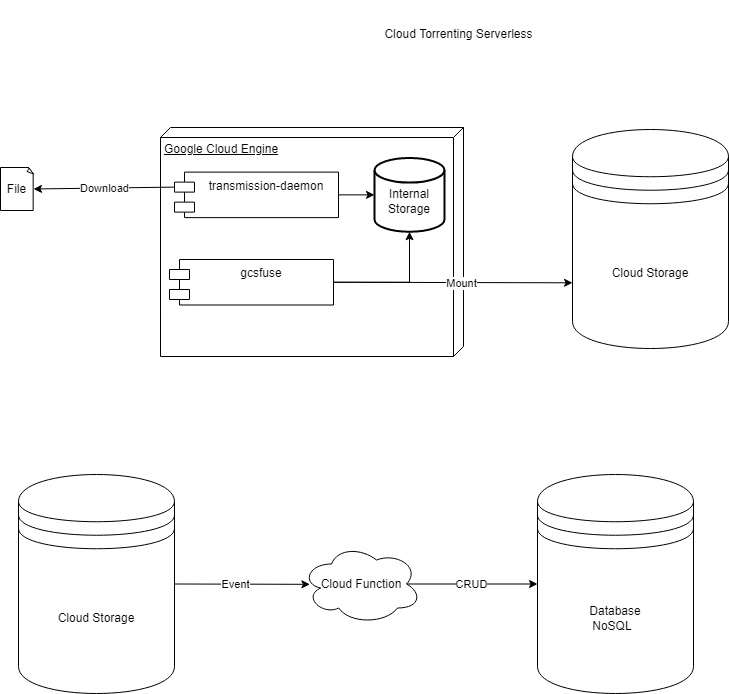 Cloud Torrenting Serverless
Google Cloud Engine
File
Download
transmission-daemon
Internal
Storage
gcsfuse
Mount
Cloud Storage
Cloud Storage
Event
Cloud Function
CRUD
Database
NoSQL